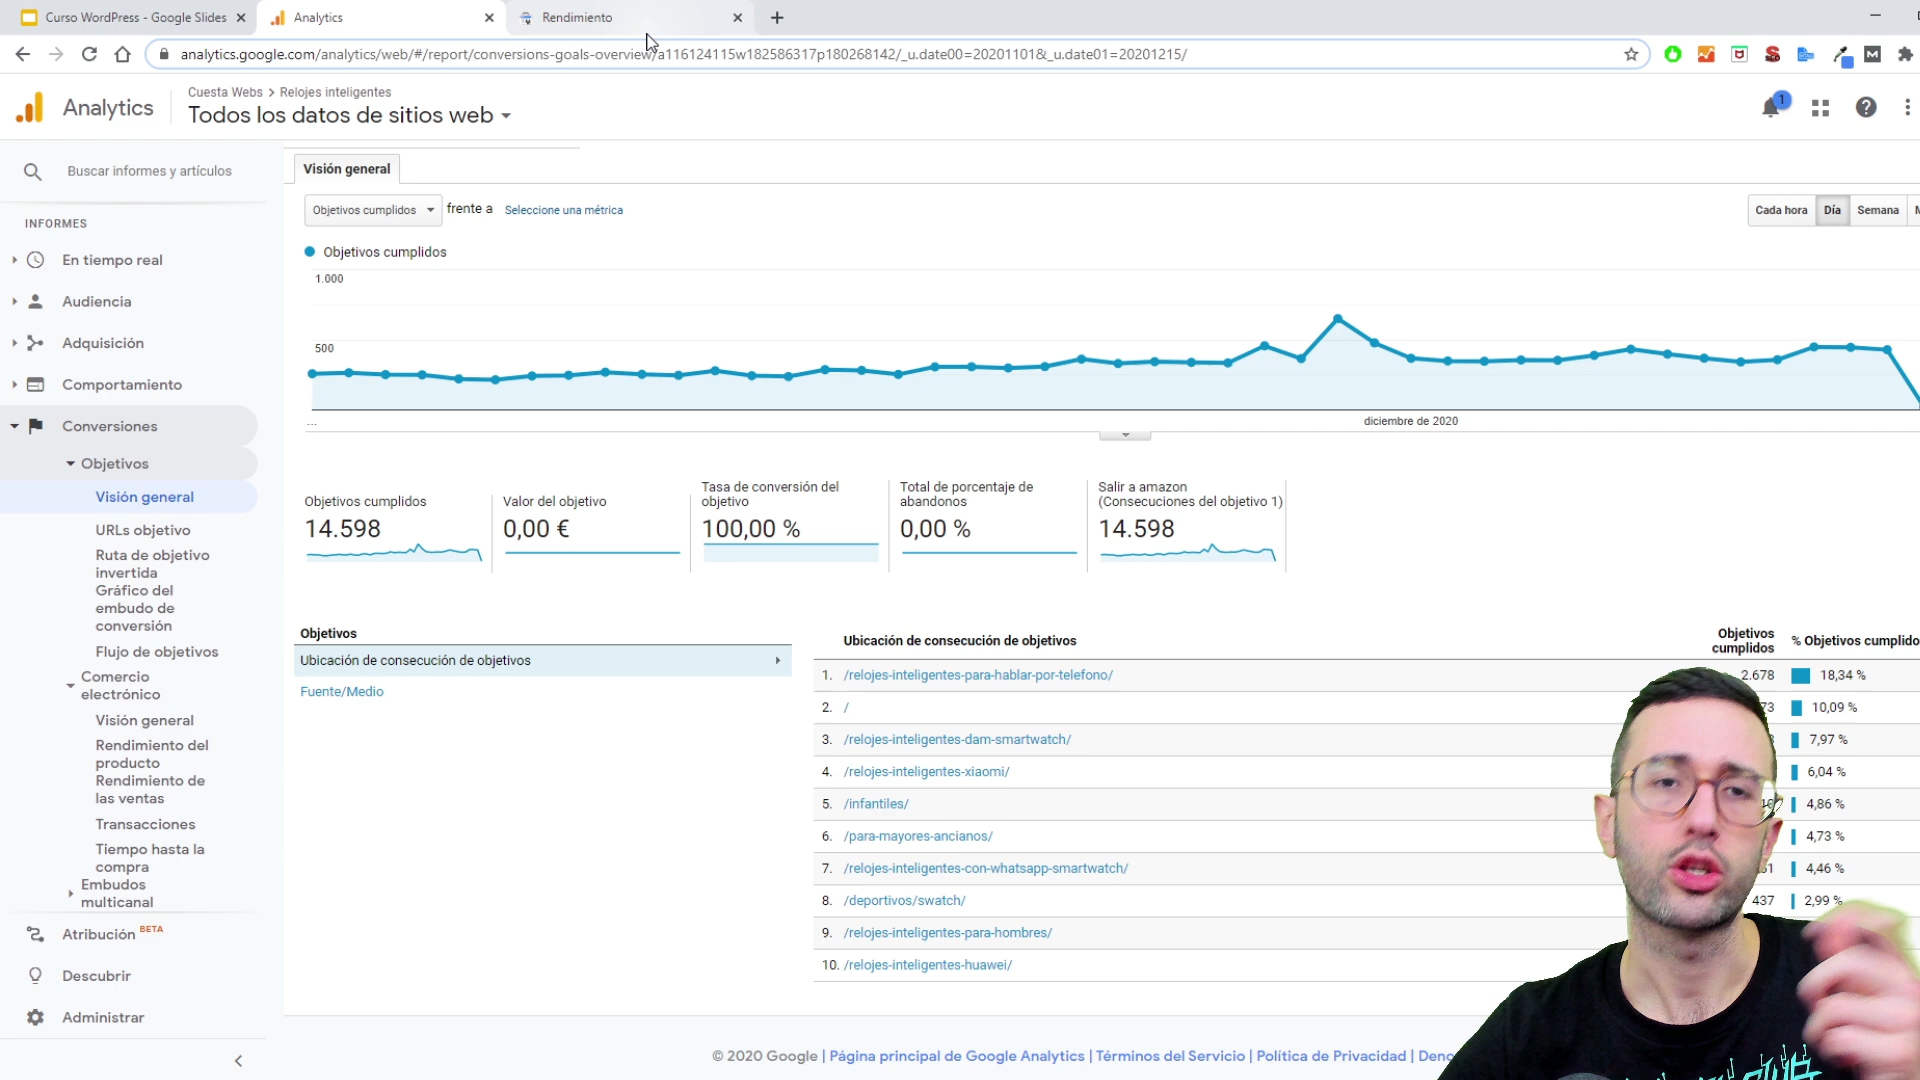 Curso WordPress - Google Slides
Analytics
Rendimiento
analytics.google.com/analytics/web/#/report/conversions-goals-overview/a116124115w182586317p180268142/_u.date00=20201101&_u.date01=20201215/
Analytics
Cuesta Webs > Relojes inteligentes
Todos los datos de sitios web
1
Buscar informes y artículos
INFORMES
En tiempo real
Audiencia
Adquisición
Comportamiento
Conversiones
Objetivos
Visión general
URLs objetivo
Ruta de objetivo
invertida
Gráfico del
embudo de
conversión
Flujo de objetivos
Comercio
electrónico
Visión general
Rendimiento del
producto
Rendimiento de
las ventas
Transacciones
Tiempo hasta la
compra
Embudos
multicanal
Atribución BETA
Descubrir
Administrar
Visión general
Objetivos cumplidos frente a Seleccione una métrica
Cada hora Día Semana
Objetivos cumplidos
1.000
500
...
diciembre de 2020
Objetivos cumplidos
14.598
Valor del objetivo
0,00 €
Tasa de conversión del
objetivo
100,00 %
Total de porcentaje de
abandonos
0,00 %
Salir a amazon
(Consecuciones del objetivo 1)
14.598
Objetivos
Ubicación de consecución de objetivos
Fuente/Medio
Ubicación de consecución de objetivos
Objetivos
cumplidos
% Objetivos cumplido
1. /relojes-inteligentes-para-hablar-por-telefono/ 2.678 18,34 %
2. / 73 10,09 %
3. /relojes-inteligentes-dam-smartwatch/ 7,97 %
4. /relojes-inteligentes-xiaomi/ 6,04 %
5. /infantiles/ 4,86 %
6. /para-mayores-ancianos/ 4,73 %
7. /relojes-inteligentes-con-whatsapp-smartwatch/ 4,46 %
8. /deportivos/swatch/ 437 2,99 %
9. /relojes-inteligentes-para-hombres/
10. /relojes-inteligentes-huawei/
© 2020 Google | Página principal de Google Analytics | Términos del Servicio | Política de Privacidad | Deno